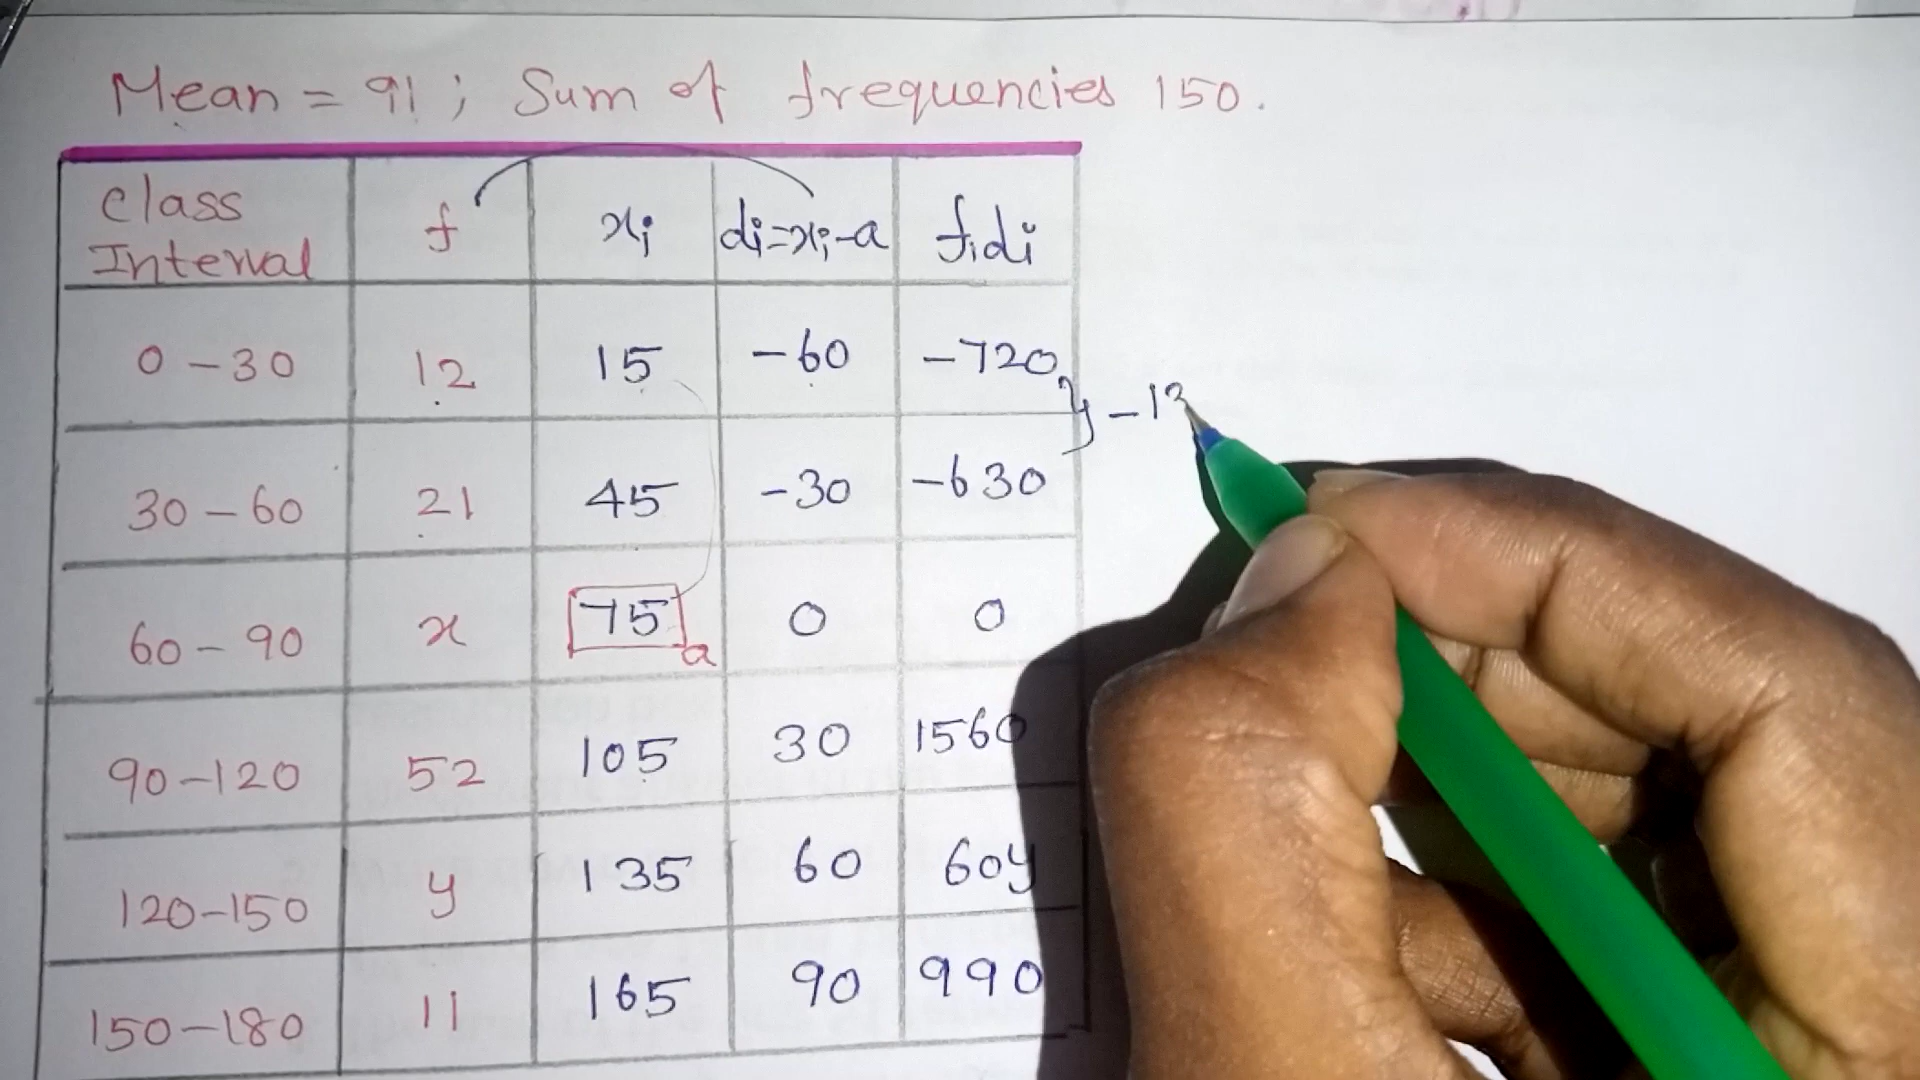 Mean = 91 ; Sum of frequencies 150.
Class Interval f xi di=xi-a fidi
0-30 12 15 -60 -720
} -13
30-60 21 45 -30 -630
60-90 x 75 a 0 0
90-120 52 105 30 1560
120-150 y 135 60 60y
150-180 11 165 90 990